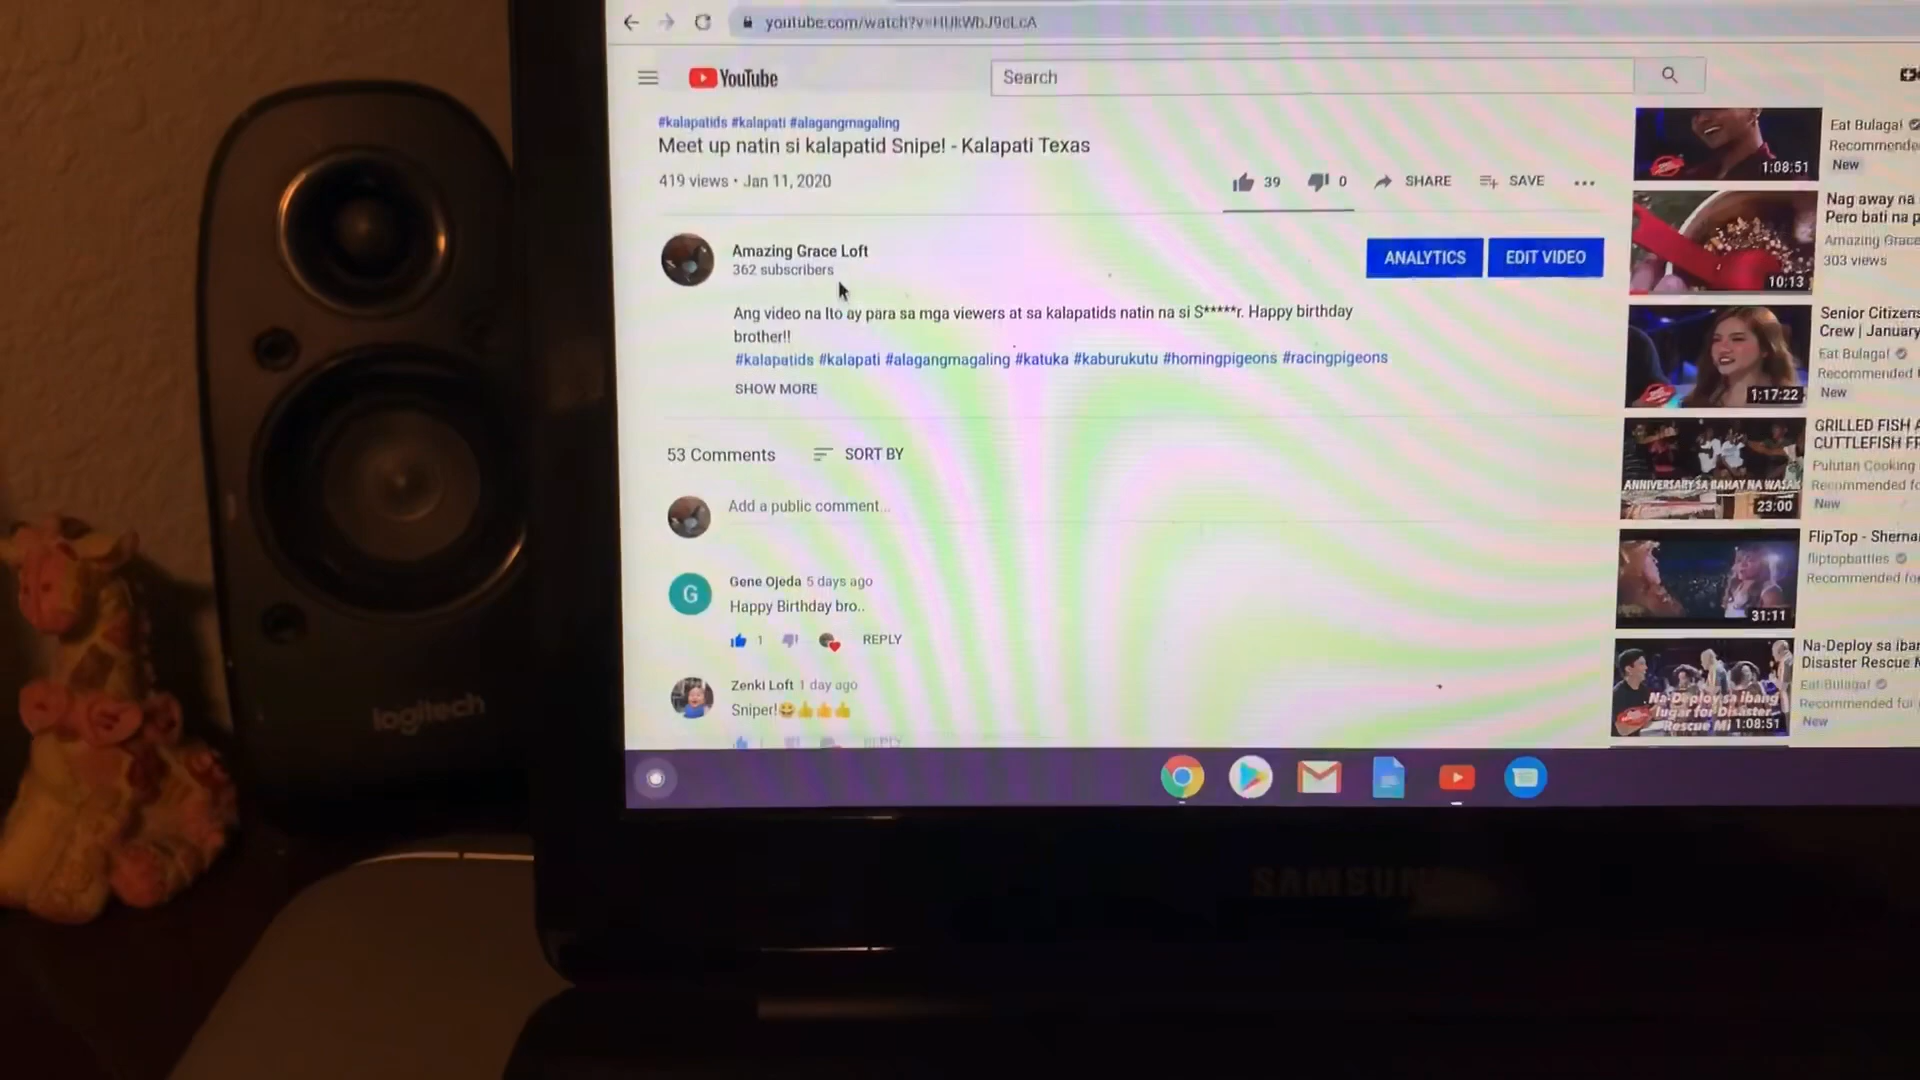 youtube.com/watch?v=HUkWbJ9cLcA
YouTube
Search
#kalapatids #kalapati #alagangmagaling
Meet up natin si kalapatid Snipe! - Kalapati Texas
419 views • Jan 11, 2020
39
0
SHARE
SAVE
Amazing Grace Loft
362 subscribers
ANALYTICS
EDIT VIDEO
Ang video na Ito ay para sa mga viewers at sa kalapatids natin na si S*****r. Happy birthday
brother!!
#kalapatids #kalapati #alagangmagaling #katuka #kaburukutu #homingpigeons #racingpigeons
SHOW MORE
53 Comments
SORT BY
Add a public comment...
Gene Ojeda 5 days ago
Happy Birthday bro..
1
REPLY
Zenki Loft 1 day ago
Sniper!😄👍👍👍
REPLY
1:08:51
Eat Bulaga!
Recommende
New
10:13
Nag away na
Pero bati na p
Amazing Grace
303 views
1:17:22
Senior Citizens
Crew | January
Eat Bulaga!
Recommended
New
ANNIVERSARY SA BAHAY NA WASAK
23:00
GRILLED FISH
CUTTLEFISH FR
Pulutan Cooking
Recommended fo
New
31:11
FlipTop - Sherna
fliptopbattles
Recommended fo
Na-Deploy sa ibang
lugar for Disaster
Rescue Mi
1:08:51
Na-Deploy sa iban
Disaster Rescue M
Eat Bulaga!
Recommended for
New
logitech
SAMSUN